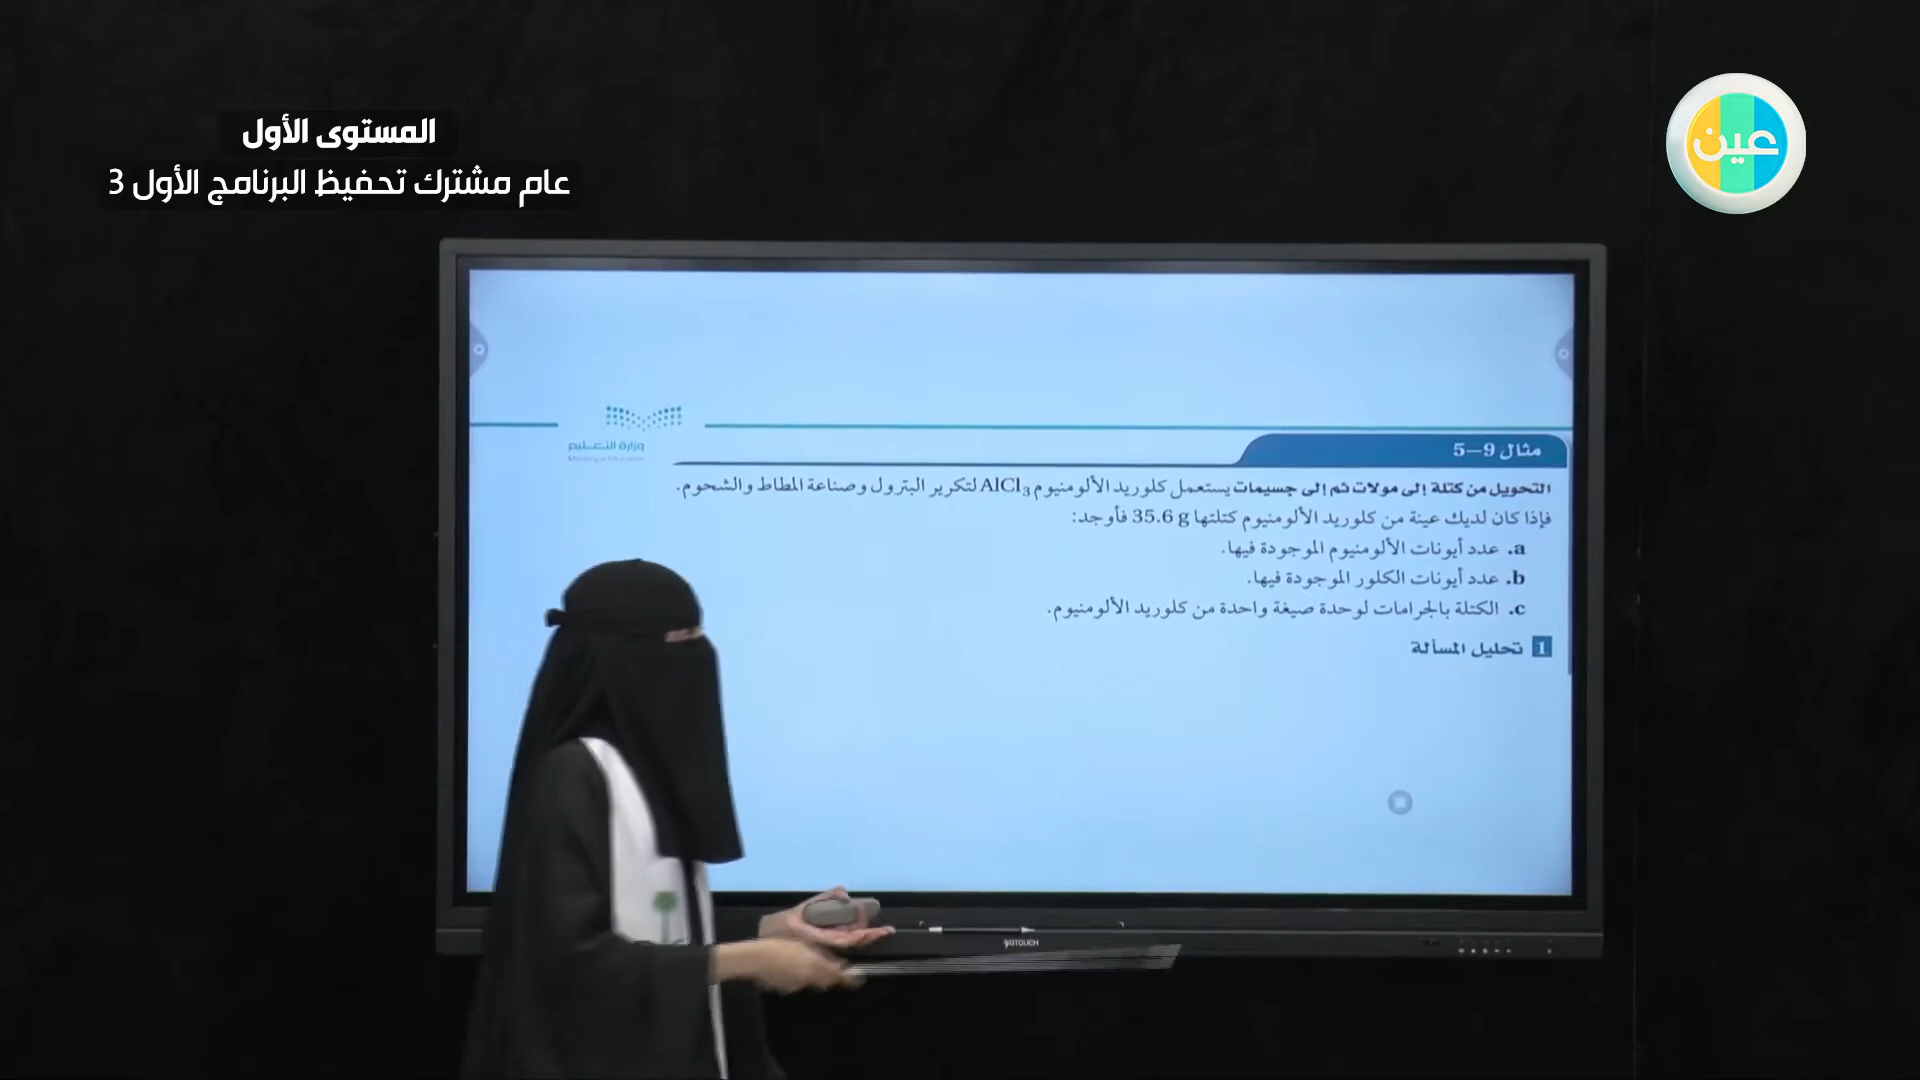 المستوى الأول
عام مشترك تحفيظ البرنامج الأول 3
عين
وزارة التعليم
Ministry of Education
مثال 9–5
التحويل من كتلة إلى مولات ثم إلى جسيمات يستعمل كلوريد الألومنيوم AlCl₃ لتكرير البترول وصناعة المطاط والشحوم.
فإذا كان لديك عينة من كلوريد الألومنيوم كتلتها 35.6 g فأوجد:
a. عدد أيونات الألومنيوم الموجودة فيها.
b. عدد أيونات الكلور الموجودة فيها.
c. الكتلة بالجرامات لوحدة صيغة واحدة من كلوريد الألومنيوم.
1 تحليل المسألة